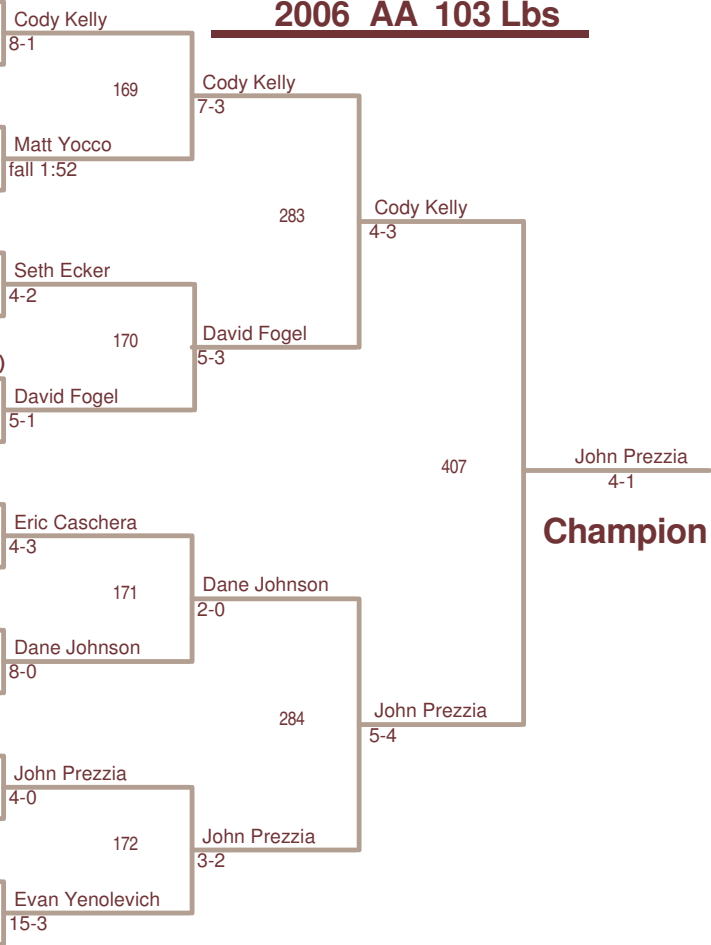 2006 AA 103 Lbs
Cody Kelly
8-1
169
Cody Kelly
7-3
Matt Yocco
fall 1:52
283
Cody Kelly
4-3
Seth Ecker
4-2
170
David Fogel
5-3
)
David Fogel
5-1
407
John Prezzia
4-1
Champion
Eric Caschera
4-3
171
Dane Johnson
2-0
Dane Johnson
8-0
284
John Prezzia
5-4
John Prezzia
4-0
172
John Prezzia
3-2
Evan Yenolevich
15-3